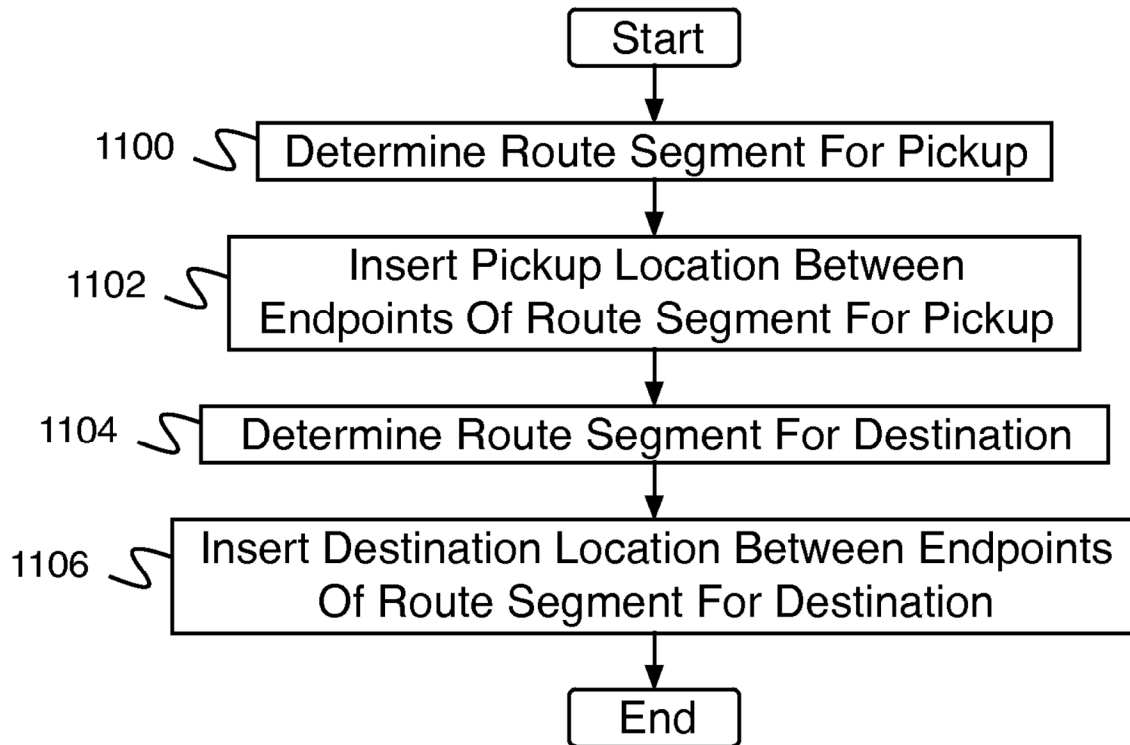 Start
1100
Determine Route Segment For Pickup
1102
Insert Pickup Location Between
Endpoints Of Route Segment For Pickup
1104
Determine Route Segment For Destination
1106
Insert Destination Location Between Endpoints
Of Route Segment For Destination
End